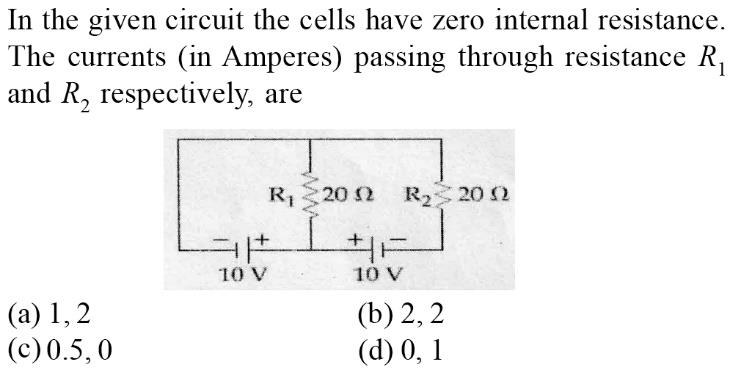 In the given circuit the cells have zero internal resistance.
The currents (in Amperes) passing through resistance R₁
and R₂ respectively, are
R₁ 20 Ω R₂ 20 Ω
− + + −
10 V 10 V
(a) 1, 2 (b) 2, 2
(c) 0.5, 0 (d) 0, 1